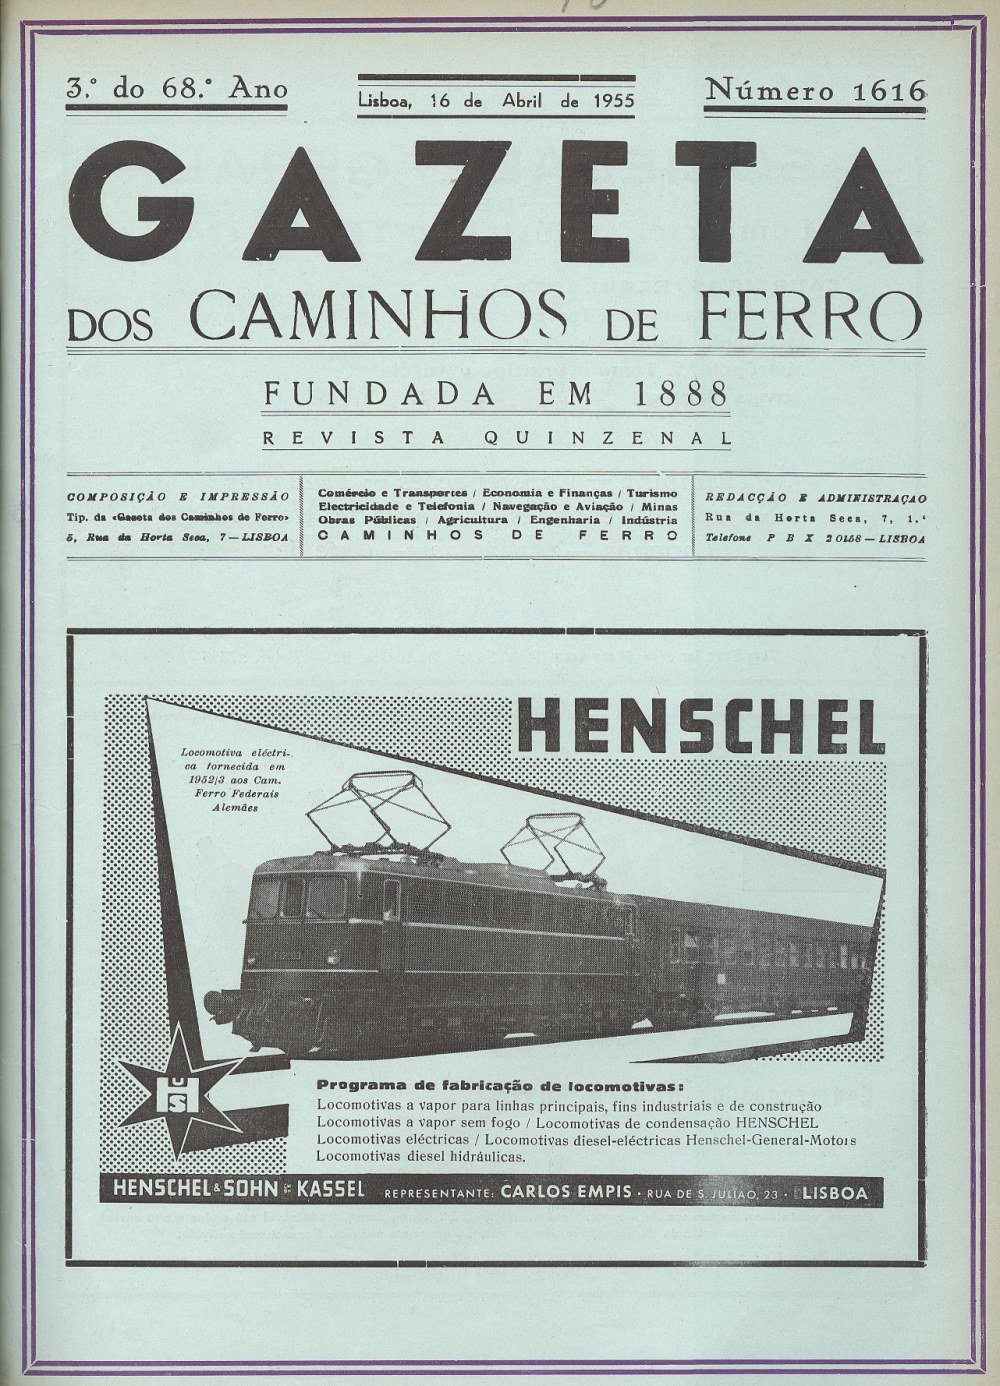 3.º do 68.º Ano
Lisboa, 16 de Abril de 1955
Número 1616
GAZETA
DOS CAMINHOS DE FERRO
FUNDADA EM 1888
REVISTA QUINZENAL
COMPOSIÇÃO E IMPRESSÃO
Tip. da «Gazeta dos Caminhos de Ferro»
5, Rua da Horta Seca, 7 — LISBOA
Comércio e Transportes / Economia e Finanças / Turismo
Electricidade e Telefonia / Navegação e Aviação / Minas
Obras Públicas / Agricultura / Engenharia / Indústria
CAMINHOS DE FERRO
REDACÇÃO E ADMINISTRAÇAO
Rua da Horta Seca, 7, 1.º
Telefone P B X 20158 — LISBOA
HENSCHEL
Locomotiva eléctri-
ca fornecida em
1952/3 aos Cam.
Ferro Federais
Alemães
Programa de fabricação de locomotivas:
Locomotivas a vapor para linhas principais, fins industriais e de construção
Locomotivas a vapor sem fogo / Locomotivas de condensação HENSCHEL
Locomotivas eléctricas / Locomotivas diesel-eléctricas Henschel-General-Motors
Locomotivas diesel hidráulicas.
HENSCHEL & SOHN KASSEL REPRESENTANTE: CARLOS EMPIS · RUA DE S. JULIAO, 23 · LISBOA